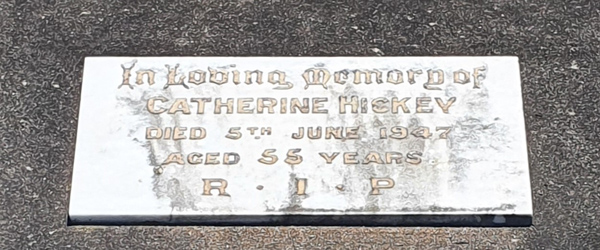 In Loving Memory of
CATHERINE HICKEY
DIED 5TH JUNE 1947
AGED 55 YEARS.
R · I · P